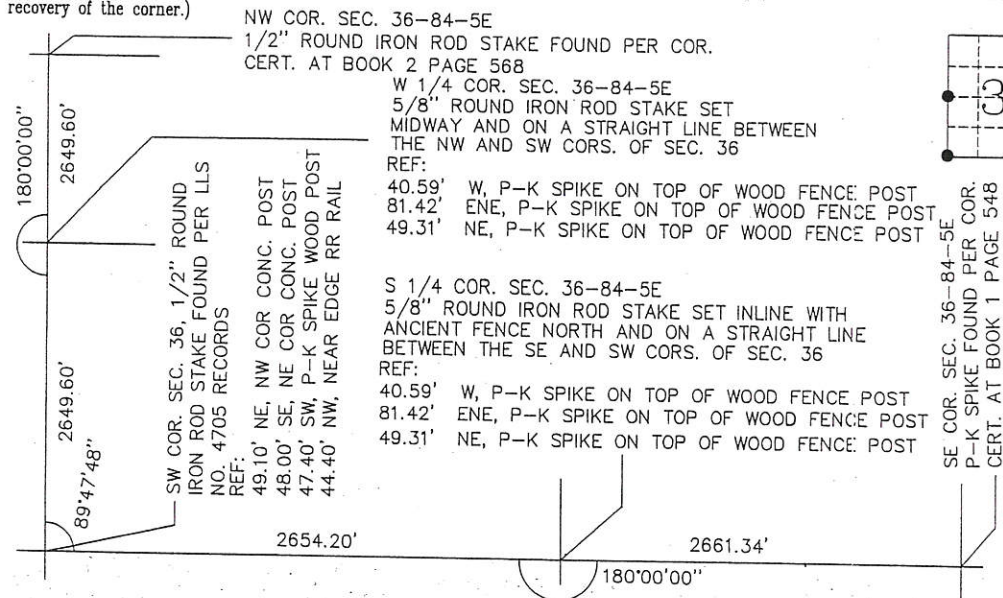 recovery of the corner.)
NW COR. SEC. 36-84-5E
1/2" ROUND IRON ROD STAKE FOUND PER COR.
CERT. AT BOOK 2 PAGE 568
W 1/4 COR. SEC. 36-84-5E
5/8" ROUND IRON ROD STAKE SET
MIDWAY AND ON A STRAIGHT LINE BETWEEN
THE NW AND SW CORS. OF SEC. 36
REF:
40.59' W, P-K SPIKE ON TOP OF WOOD FENCE POST
81.42' ENE, P-K SPIKE ON TOP OF WOOD FENCE POST
49.31' NE, P-K SPIKE ON TOP OF WOOD FENCE POST
180°00'00"
2649.60'
2649.60'
89°47'48"
SW COR. SEC. 36, 1/2" ROUND
IRON ROD STAKE FOUND PER LLS
NO. 4705 RECORDS
REF:
49.10' NE, NW COR CONC. POST
48.00' SE, NE COR CONC. POST
47.40' SW, P-K SPIKE WOOD POST
44.40' NW, NEAR EDGE RR RAIL
S 1/4 COR. SEC. 36-84-5E
5/8" ROUND IRON ROD STAKE SET INLINE WITH
ANCIENT FENCE NORTH AND ON A STRAIGHT LINE
BETWEEN THE SE AND SW CORS. OF SEC. 36
REF:
40.59' W, P-K SPIKE ON TOP OF WOOD FENCE POST
81.42' ENE, P-K SPIKE ON TOP OF WOOD FENCE POST
49.31' NE, P-K SPIKE ON TOP OF WOOD FENCE POST
SE COR. SEC. 36-84-5E
P-K SPIKE FOUND PER COR.
CERT. AT BOOK 1 PAGE 548
2654.20'
2661.34'
180°00'00"